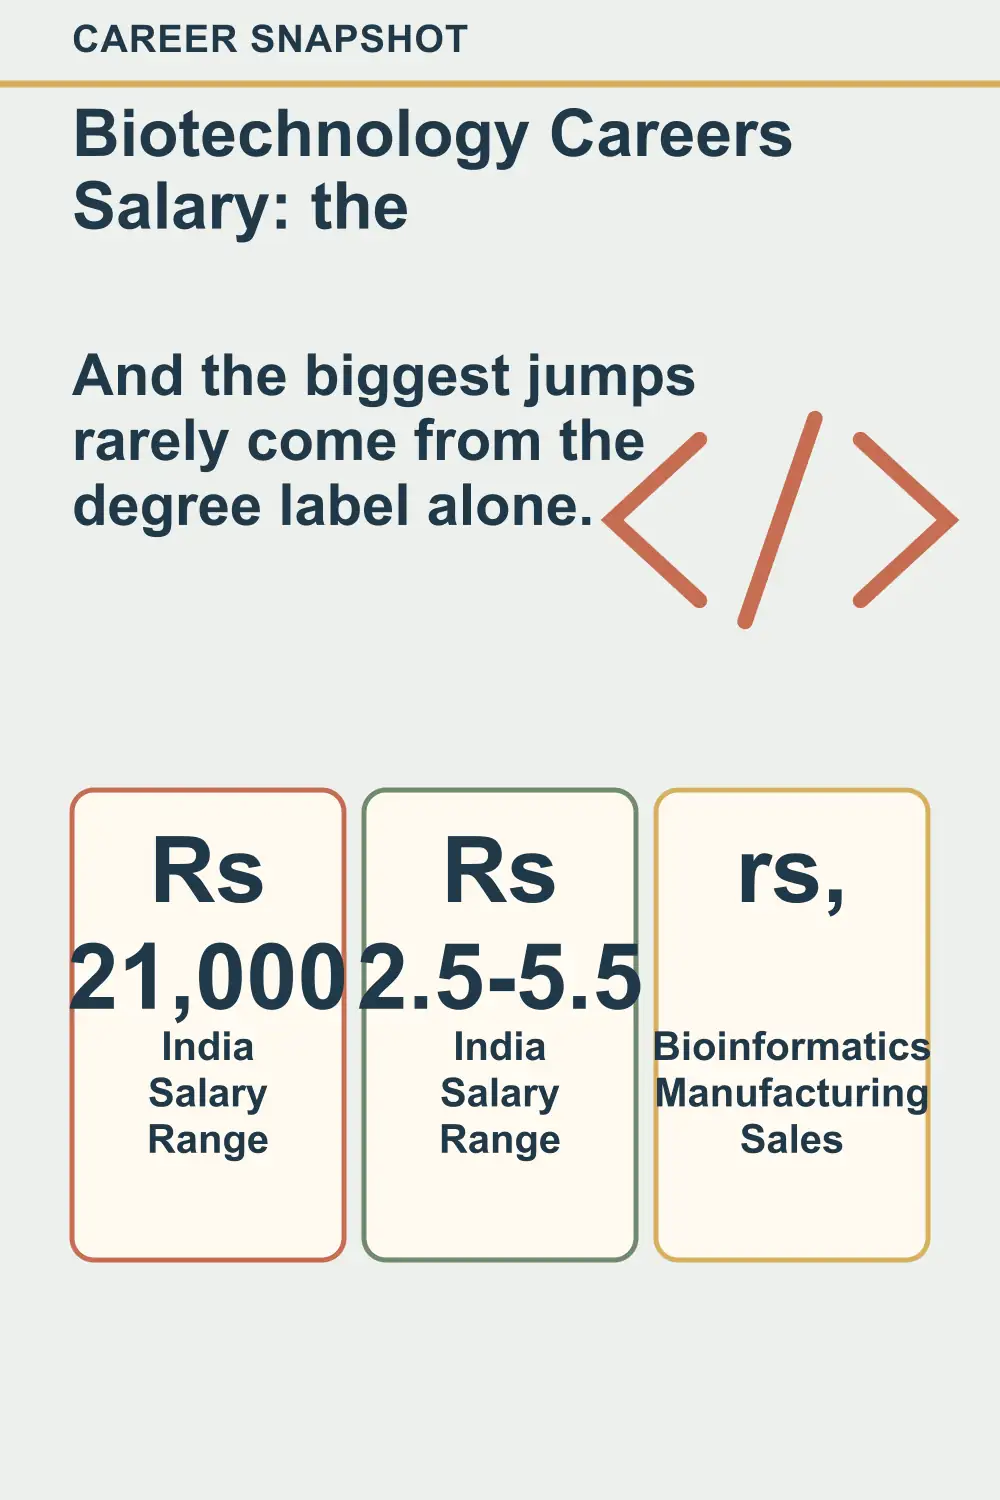 CAREER SNAPSHOT
Biotechnology Careers
Salary: the
And the biggest jumps
rarely come from the
degree label alone.
</>
Rs
21,000
India
Salary
Range
Rs
2.5-5.5
India
Salary
Range
rs,
Bioinformatics
Manufacturing
Sales